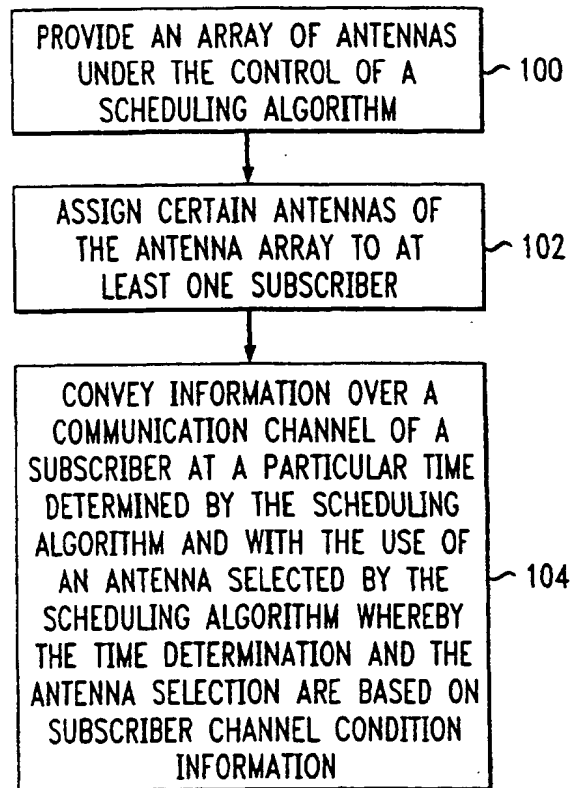 PROVIDE AN ARRAY OF ANTENNAS
UNDER THE CONTROL OF A
SCHEDULING ALGORITHM
100
ASSIGN CERTAIN ANTENNAS OF
THE ANTENNA ARRAY TO AT
LEAST ONE SUBSCRIBER
102
CONVEY INFORMATION OVER A
COMMUNICATION CHANNEL OF A
SUBSCRIBER AT A PARTICULAR TIME
DETERMINED BY THE SCHEDULING
ALGORITHM AND WITH THE USE OF
AN ANTENNA SELECTED BY THE
SCHEDULING ALGORITHM WHEREBY
THE TIME DETERMINATION AND THE
ANTENNA SELECTION ARE BASED ON
SUBSCRIBER CHANNEL CONDITION
INFORMATION
104